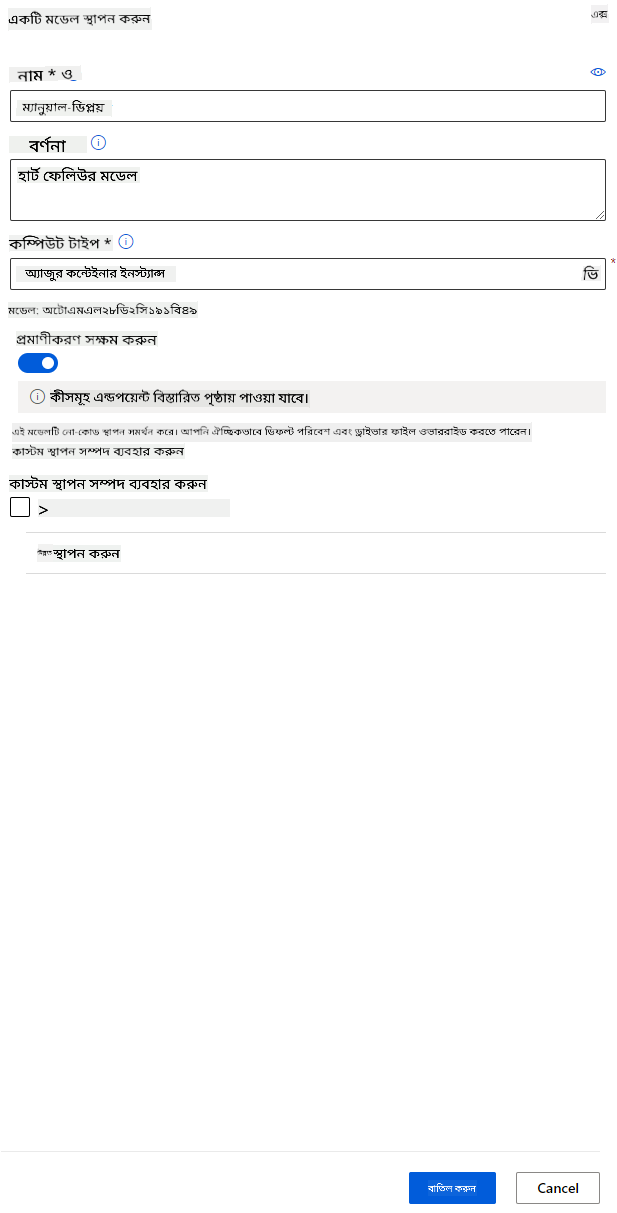 একটি মডেল স্থাপন করুন
এক্স
নাম * ও
ম্যানুয়াল-ডিপ্লয়
বর্ণনা
হার্ট ফেলিউর মডেল
কম্পিউট টাইপ *
অ্যাজুর কন্টেইনার ইনস্ট্যান্স
ভি
*
মডেল: অটোএমএল২৮ডি২সি১৯১বি৪৯
প্রমাণীকরণ সক্ষম করুন
কীসমূহ এন্ডপয়েন্ট বিস্তারিত পৃষ্ঠায় পাওয়া যাবে।
এই মডেলটি নো-কোড স্থাপন সমর্থন করে। আপনি ঐচ্ছিকভাবে ডিফল্ট পরিবেশ এবং ড্রাইভার ফাইল ওভাররাইড করতে পারেন।
কাস্টম স্থাপন সম্পদ ব্যবহার করুন
কাস্টম স্থাপন সম্পদ ব্যবহার করুন
>
স্থাপন করুন
বাতিল করুন
Cancel